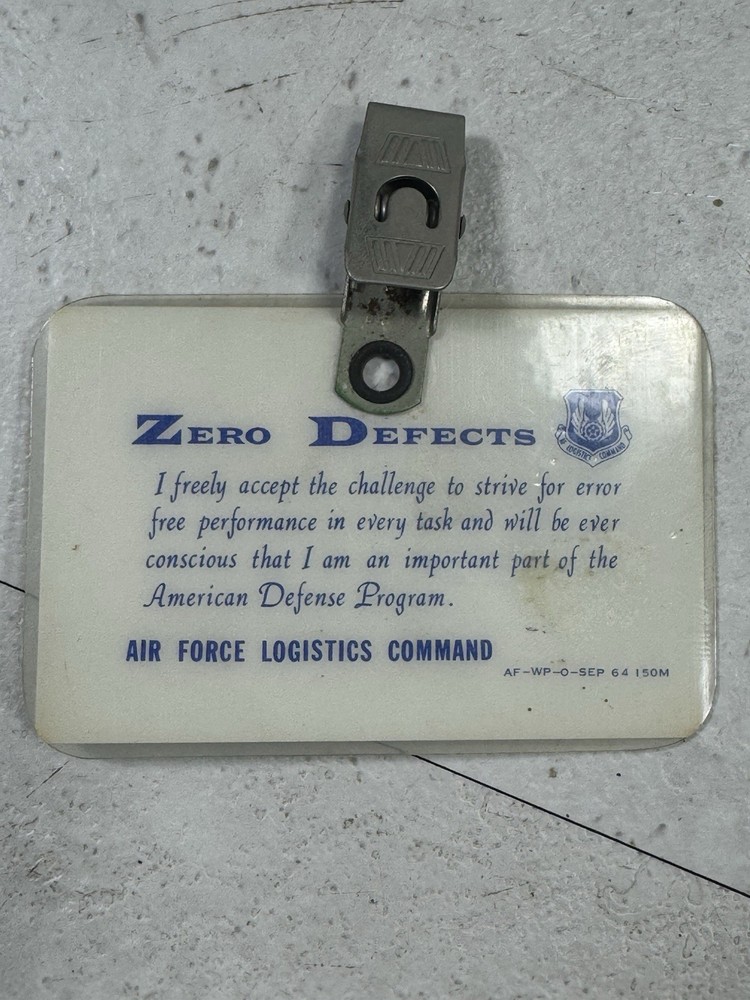 ZERO DEFECTS
I freely accept the challenge to strive for error
free performance in every task and will be ever
conscious that I am an important part of the
American Defense Program.
AIR FORCE LOGISTICS COMMAND
AF-WP-O-SEP 64 150M
LOGISTICS COMMAND